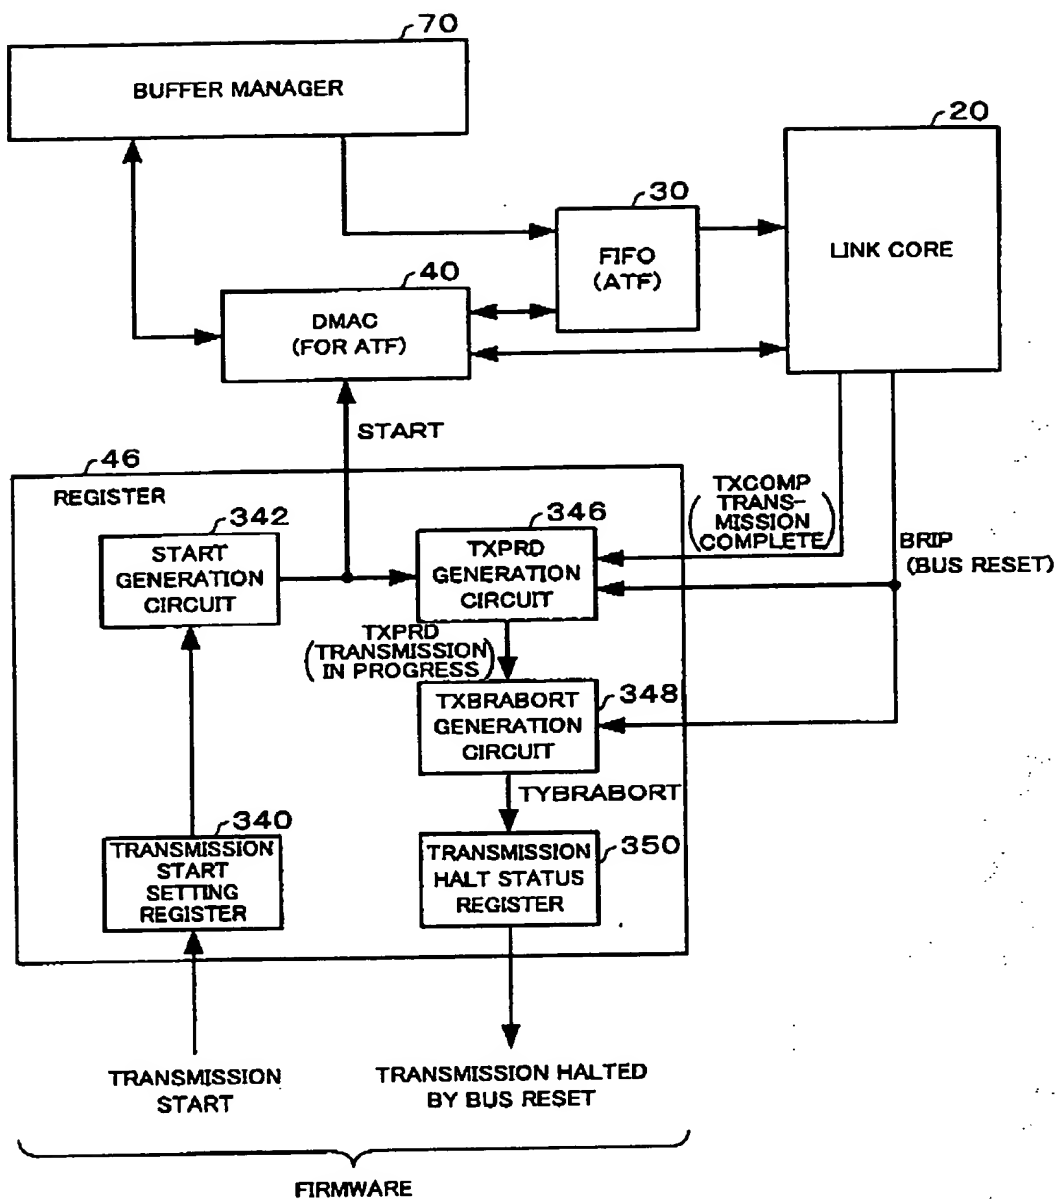 70
BUFFER MANAGER
20
LINK CORE
30
FIFO
(ATF)
40
DMAC
(FOR ATF)
START
46
REGISTER
342
START
GENERATION
CIRCUIT
346
TXPRD
GENERATION
CIRCUIT
(TXCOMP
TRANS-
MISSION
COMPLETE)
BRIP
(BUS RESET)
TXPRD
(TRANSMISSION
IN PROGRESS)
348
TXBRABORT
GENERATION
CIRCUIT
TYBRABORT
340
TRANSMISSION
START
SETTING
REGISTER
350
TRANSMISSION
HALT STATUS
REGISTER
TRANSMISSION
START
TRANSMISSION HALTED
BY BUS RESET
FIRMWARE